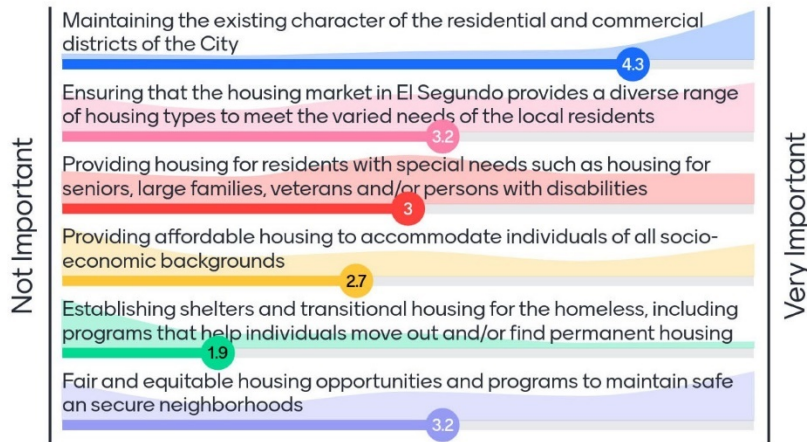 Not Important
Maintaining the existing character of the residential and commercial
districts of the City
4.3
Ensuring that the housing market in El Segundo provides a diverse range
of housing types to meet the varied needs of the local residents
3.2
Providing housing for residents with special needs such as housing for
seniors, large families, veterans and/or persons with disabilities
3
Providing affordable housing to accommodate individuals of all socio-
economic backgrounds
2.7
Establishing shelters and transitional housing for the homeless, including
programs that help individuals move out and/or find permanent housing
1.9
Fair and equitable housing opportunities and programs to maintain safe
an secure neighborhoods
3.2
Very Important